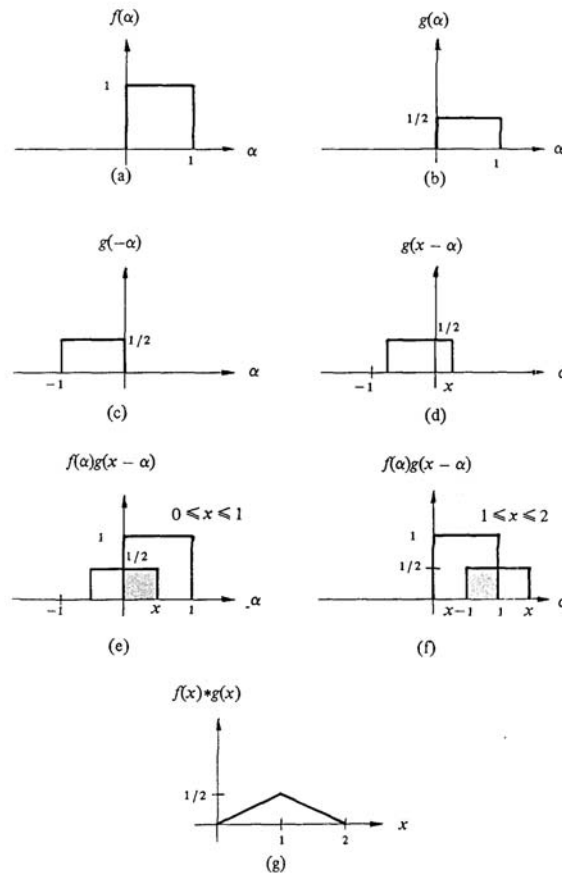 f(α)
1
1
α
(a)
g(α)
1/2
1
α
(b)
g(−α)
1/2
−1
α
(c)
g(x − α)
1/2
−1
x
α
(d)
f(α)g(x − α)
0 ⩽ x ⩽ 1
1
1/2
−1
x
1
α
(e)
f(α)g(x − α)
1 ⩽ x ⩽ 2
1
1/2
x−1
1
x
α
(f)
f(x)*g(x)
1/2
1
2
x
(g)